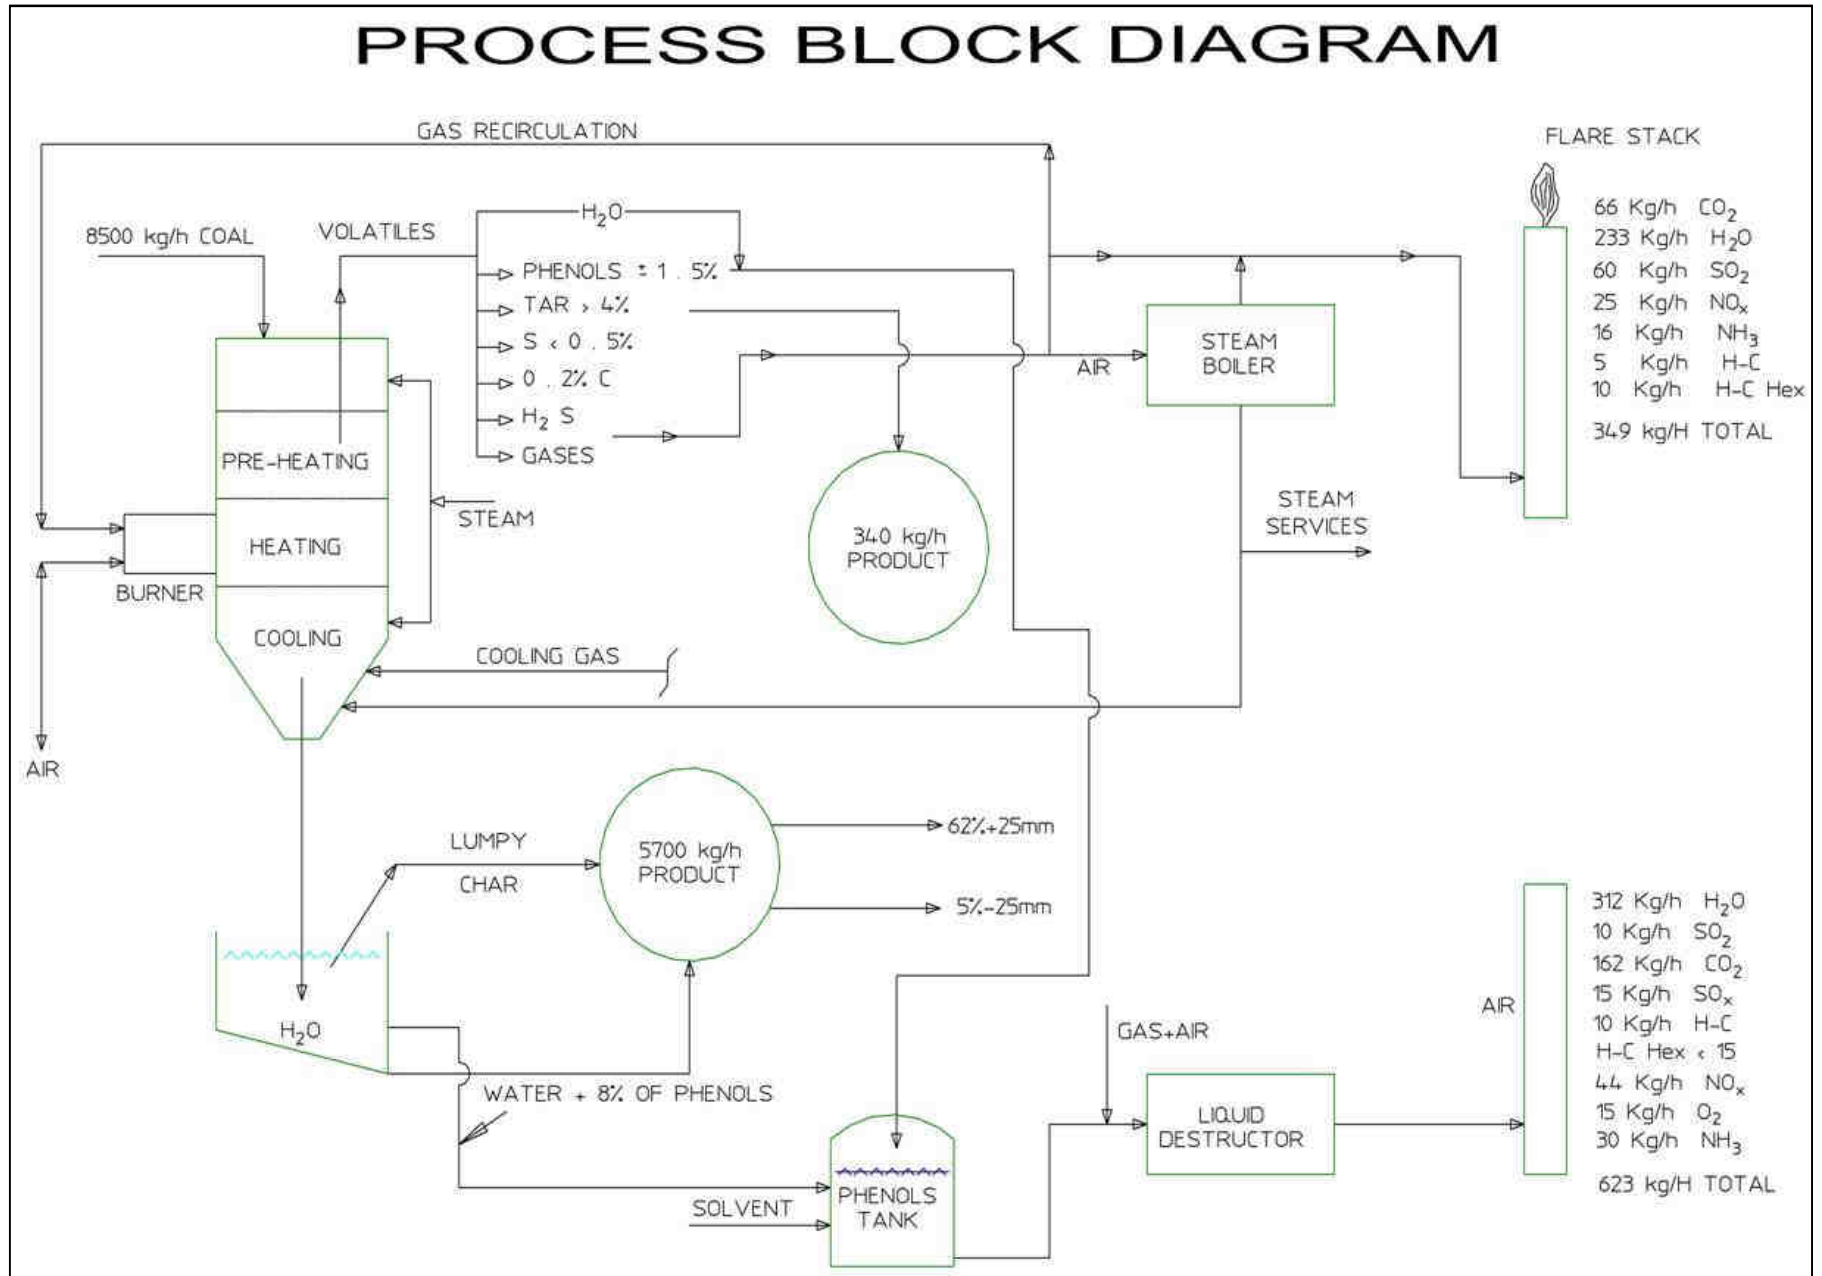 PROCESS BLOCK DIAGRAM
GAS RECIRCULATION
FLARE STACK
8500 kg/h COAL
VOLATILES
H₂O
PHENOLS ± 1 . 5%
TAR > 4%
S < 0 . 5%
0 . 2% C
H₂ S
GASES
AIR
STEAM
BOILER
66 Kg/h CO₂
233 Kg/h H₂O
60 Kg/h SO₂
25 Kg/h NOₓ
16 Kg/h NH₃
5 Kg/h H-C
10 Kg/h H-C Hex
349 kg/H TOTAL
PRE-HEATING
HEATING
COOLING
BURNER
AIR
STEAM
340 kg/h
PRODUCT
STEAM
SERVICES
COOLING GAS
LUMPY
CHAR
5700 kg/h
PRODUCT
62%+25mm
5%-25mm
H₂O
WATER + 8% OF PHENOLS
SOLVENT
PHENOLS
TANK
GAS+AIR
LIQUID
DESTRUCTOR
AIR
312 Kg/h H₂O
10 Kg/h SO₂
162 Kg/h CO₂
15 Kg/h SOₓ
10 Kg/h H-C
H-C Hex < 15
44 Kg/h NOₓ
15 Kg/h O₂
30 Kg/h NH₃
623 kg/H TOTAL